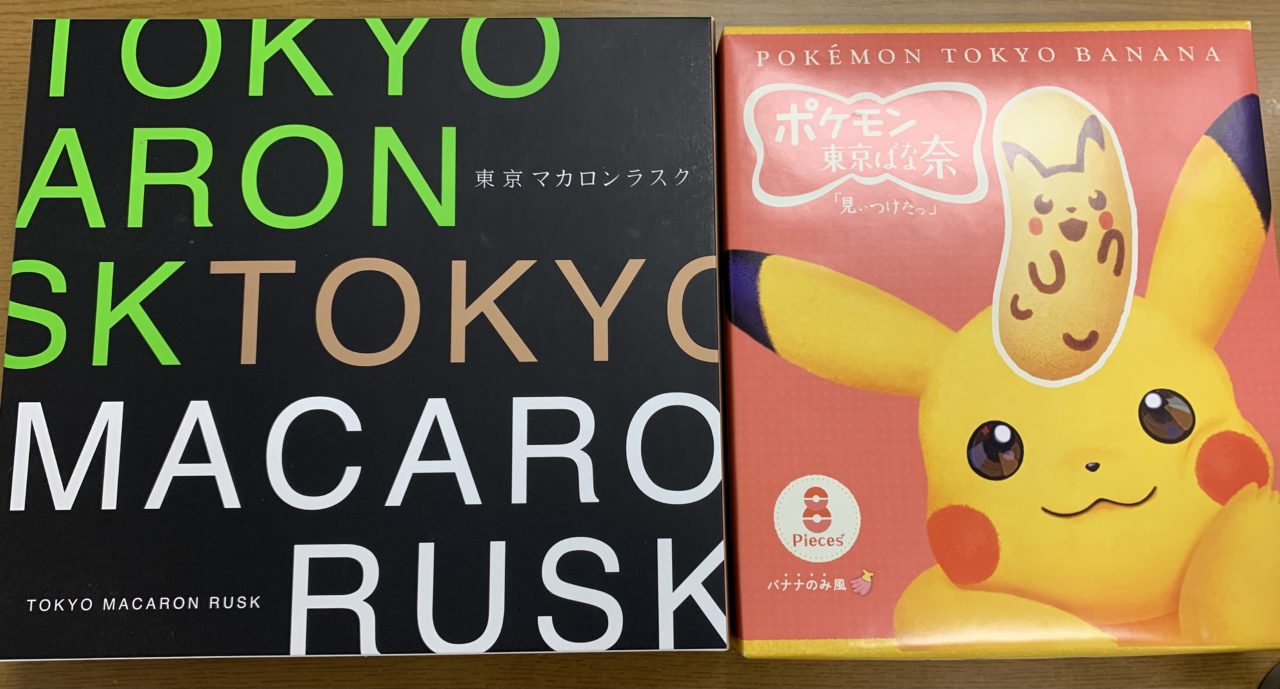 TOKYO
ARON
東京マカロンラスク
SKTOKYO
MACARO
RUSK
TOKYO MACARON RUSK
POKÉMON TOKYO BANANA
ポケモン
東京ばな奈
「見ぃつけたっ」
8
Pieces
バナナのみ風